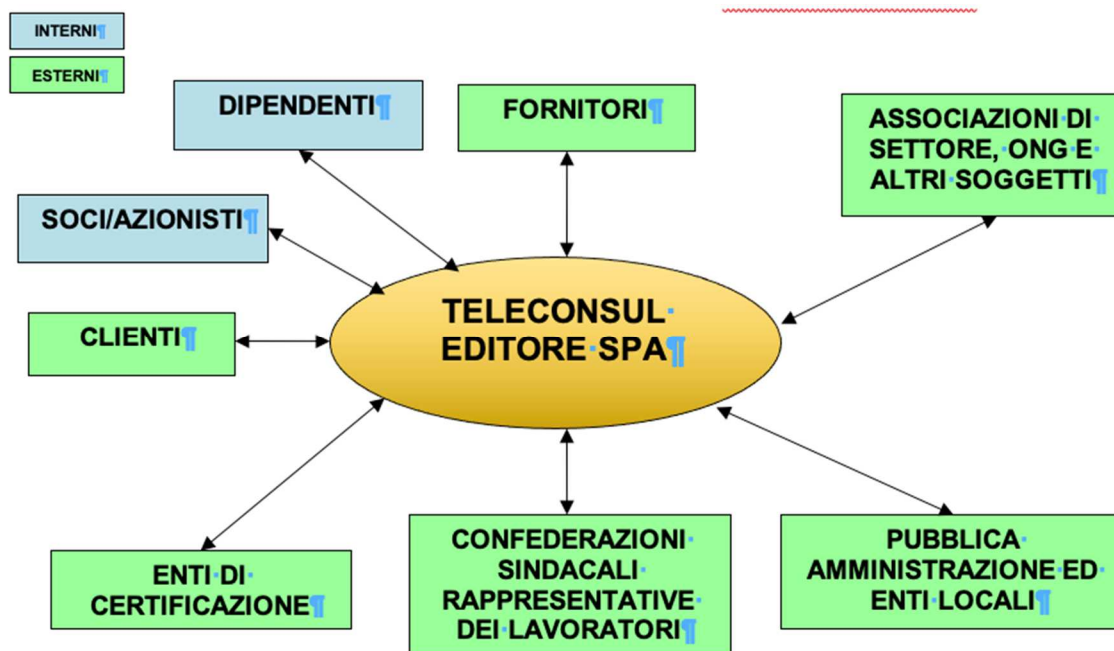 INTERNI¶
ESTERNI¶
DIPENDENTI¶
FORNITORI¶
ASSOCIAZIONI·DI·
SETTORE,·ONG·E·
ALTRI·SOGGETTI¶
SOCI/AZIONISTI¶
CLIENTI¶
TELECONSUL·
EDITORE·SPA¶
ENTI·DI·
CERTIFICAZIONE¶
CONFEDERAZIONI·
SINDACALI·
RAPPRESENTATIVE·
DEI·LAVORATORI¶
PUBBLICA·
AMMINISTRAZIONE·ED·
ENTI·LOCALI¶